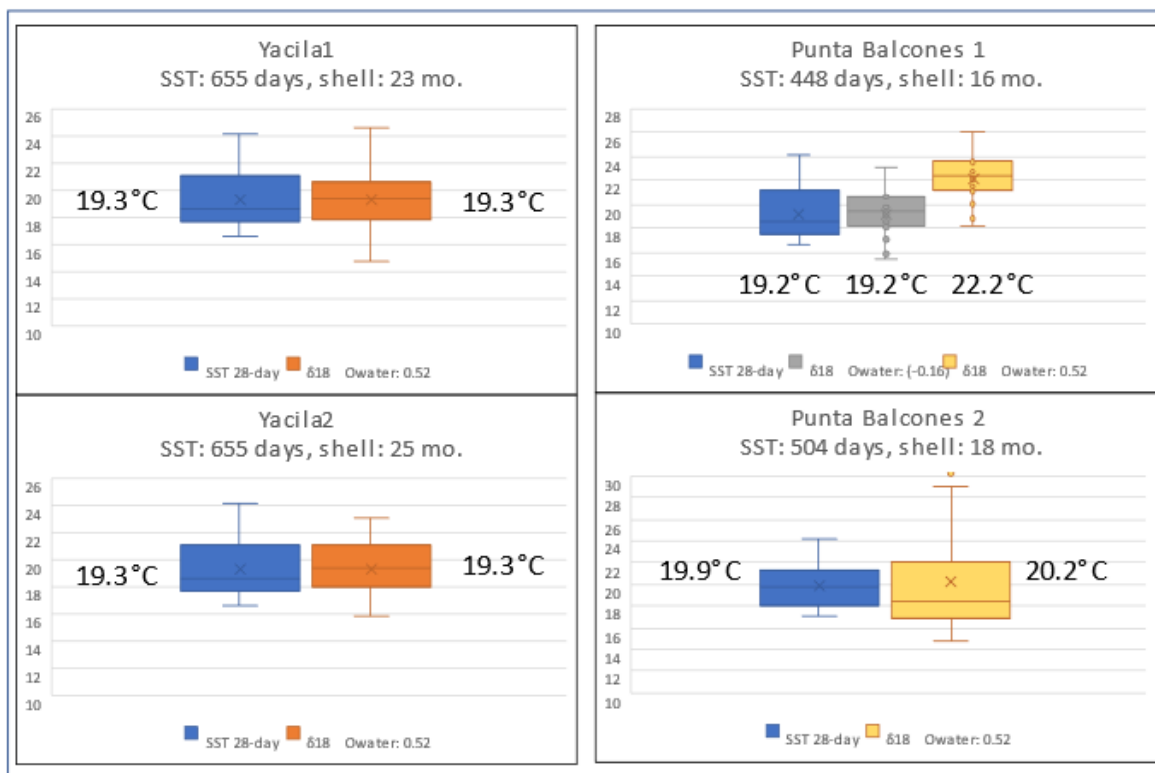 Yacila1
SST: 655 days, shell: 23 mo.
26
24
22
20
18
16
14
12
10
19.3°C
19.3°C
SST 28-day δ18 Owater: 0.52
Punta Balcones 1
SST: 448 days, shell: 16 mo.
28
26
24
22
20
18
16
14
12
10
19.2°C 19.2°C 22.2°C
SST 28-day δ18 Owater: (-0.16) δ18 Owater: 0.52
Yacila2
SST: 655 days, shell: 25 mo.
26
24
22
20
18
16
14
12
10
19.3°C
19.3°C
SST 28-day δ18 Owater: 0.52
Punta Balcones 2
SST: 504 days, shell: 18 mo.
30
28
26
24
22
20
18
16
14
12
10
19.9°C
20.2°C
SST 28-day δ18 Owater: 0.52